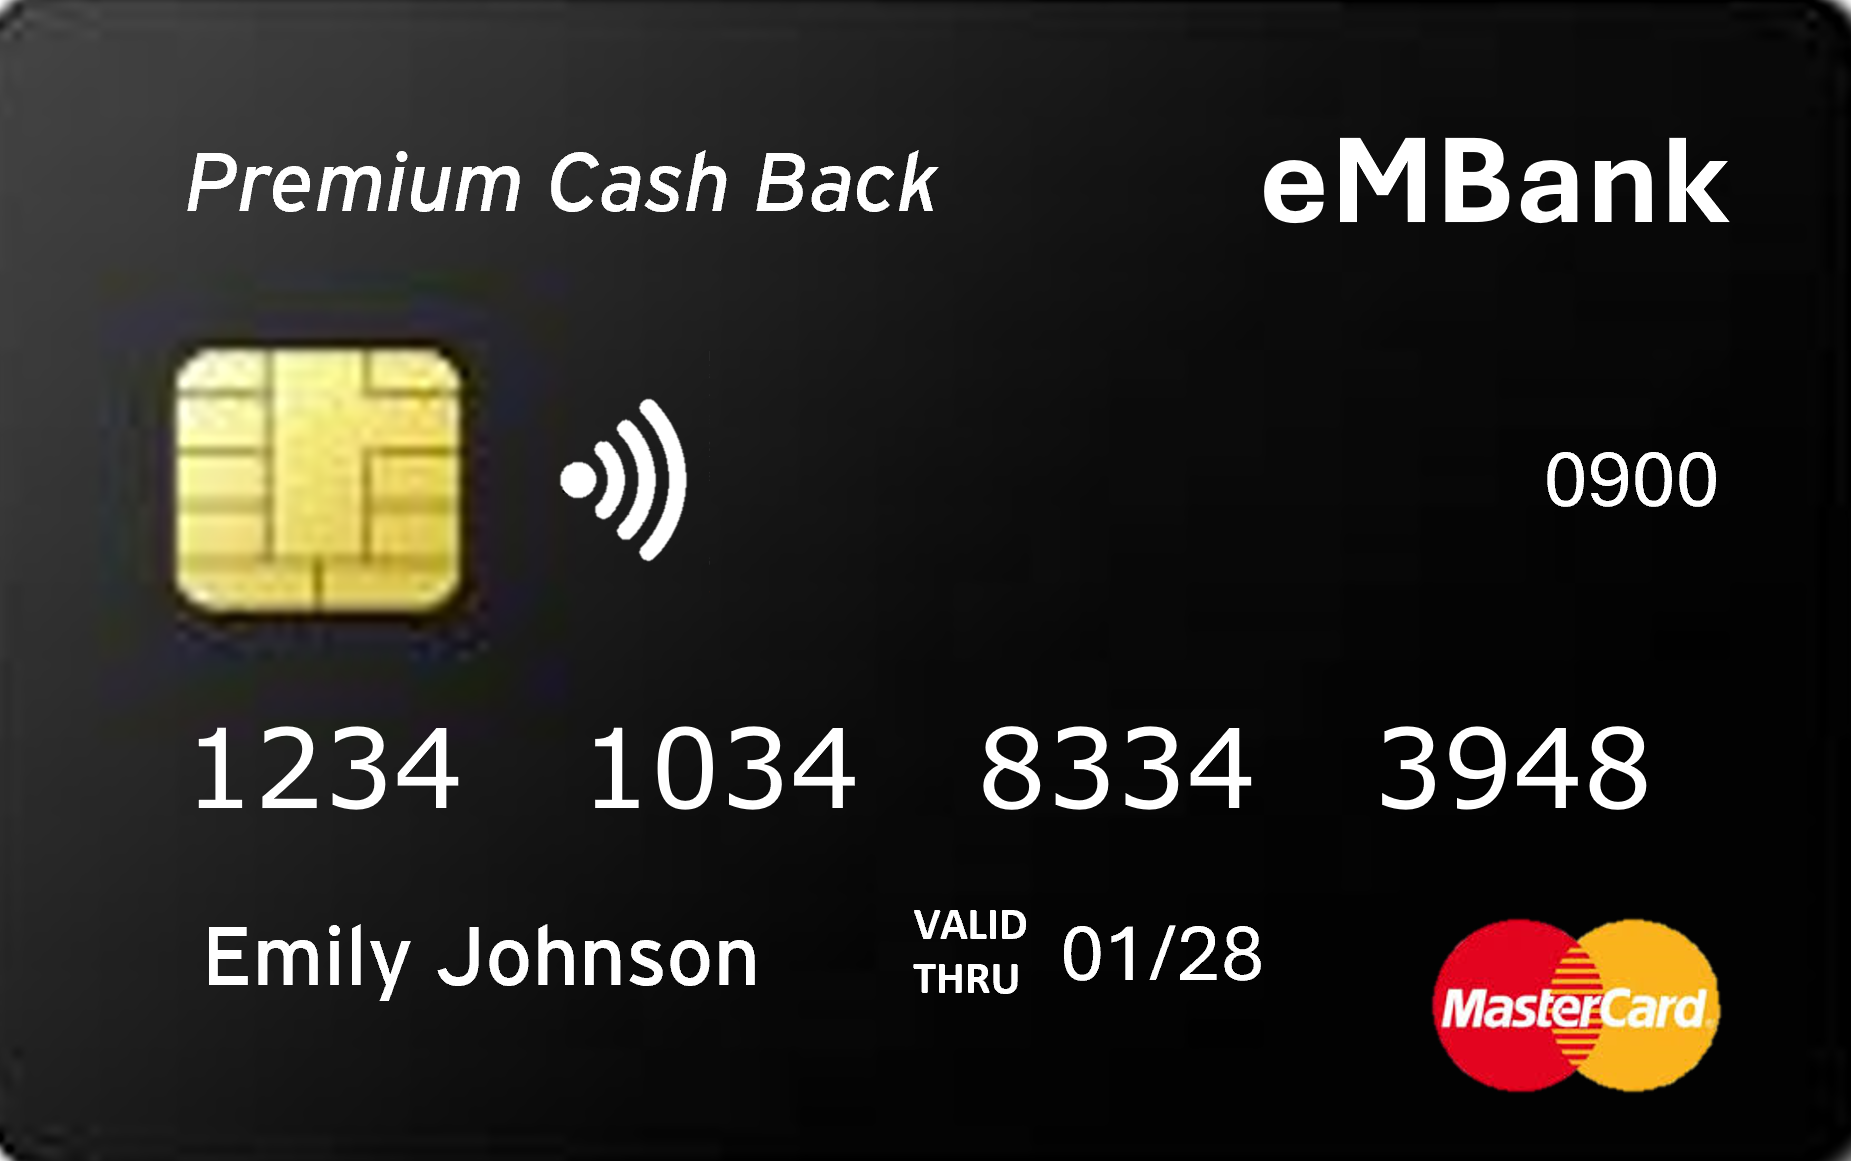 Premium Cash Back
eMBank
0900
1234 1034 8334 3948
Emily Johnson
VALID THRU 01/28
MasterCard